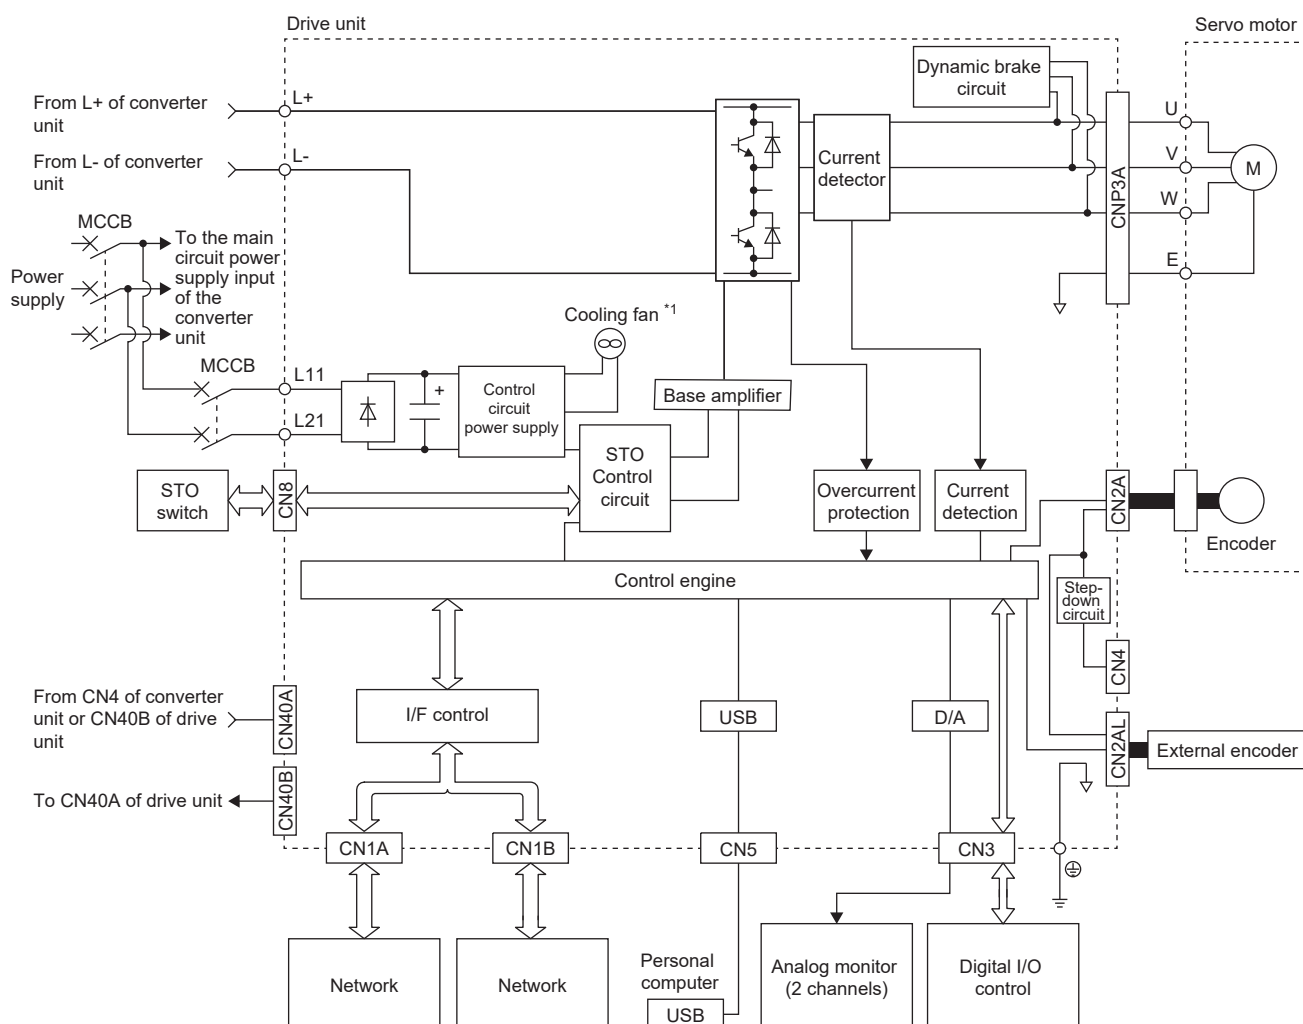 Drive unit
Servo motor
From L+ of converter
unit
L+
From L- of converter
unit
L-
Dynamic brake
circuit
Current
detector
CNP3A
U
V
W
E
M
MCCB
Power
supply
To the main
circuit power
supply input
of the
converter
unit
MCCB
L11
L21
+
Cooling fan *1
Control
circuit
power supply
Base amplifier
STO
Control
circuit
STO
switch
CN8
Overcurrent
protection
Current
detection
CN2A
Encoder
Control engine
Step-
down
circuit
CN4
From CN4 of converter
unit or CN40B of drive
unit
CN40A
I/F control
USB
D/A
CN2AL
External encoder
To CN40A of drive unit
CN40B
CN1A
CN1B
CN5
CN3
Network
Network
Personal
computer
USB
Analog monitor
(2 channels)
Digital I/O
control